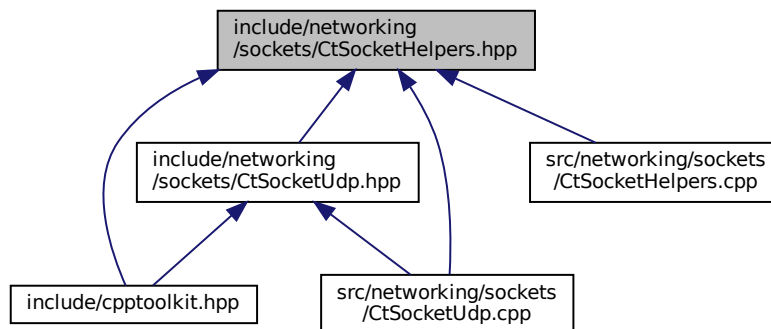 include/networking
/sockets/CtSocketHelpers.hpp
include/networking
/sockets/CtSocketUdp.hpp
src/networking/sockets
/CtSocketHelpers.cpp
include/cpptoolkit.hpp
src/networking/sockets
/CtSocketUdp.cpp